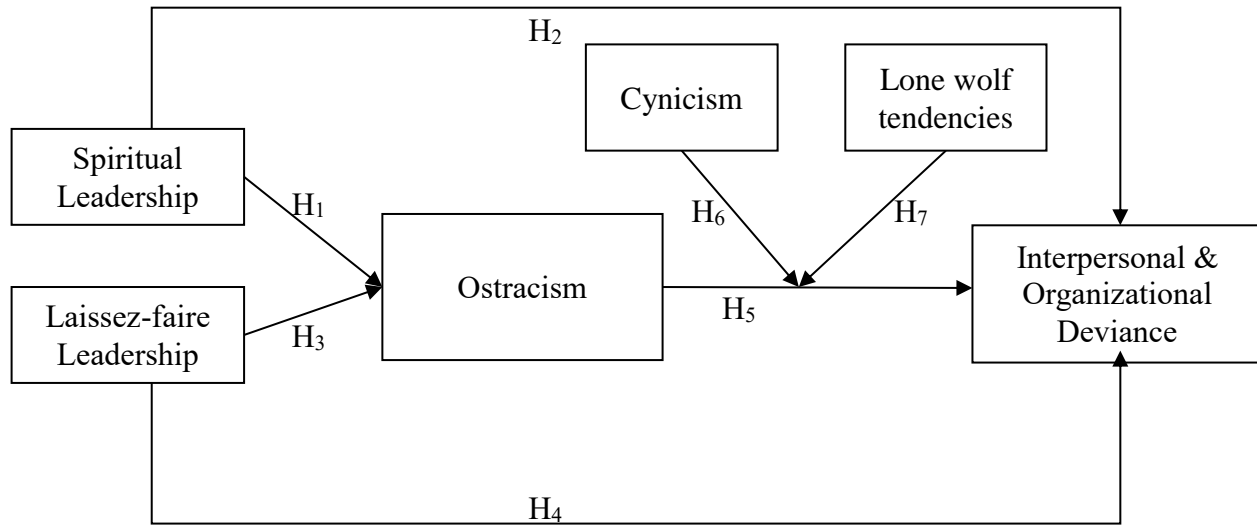 H₂
Cynicism
Lone wolf
tendencies
Spiritual
Leadership
H₁
H₆
H₇
Ostracism
Interpersonal &
Organizational
Deviance
Laissez-faire
Leadership
H₃
H₅
H₄